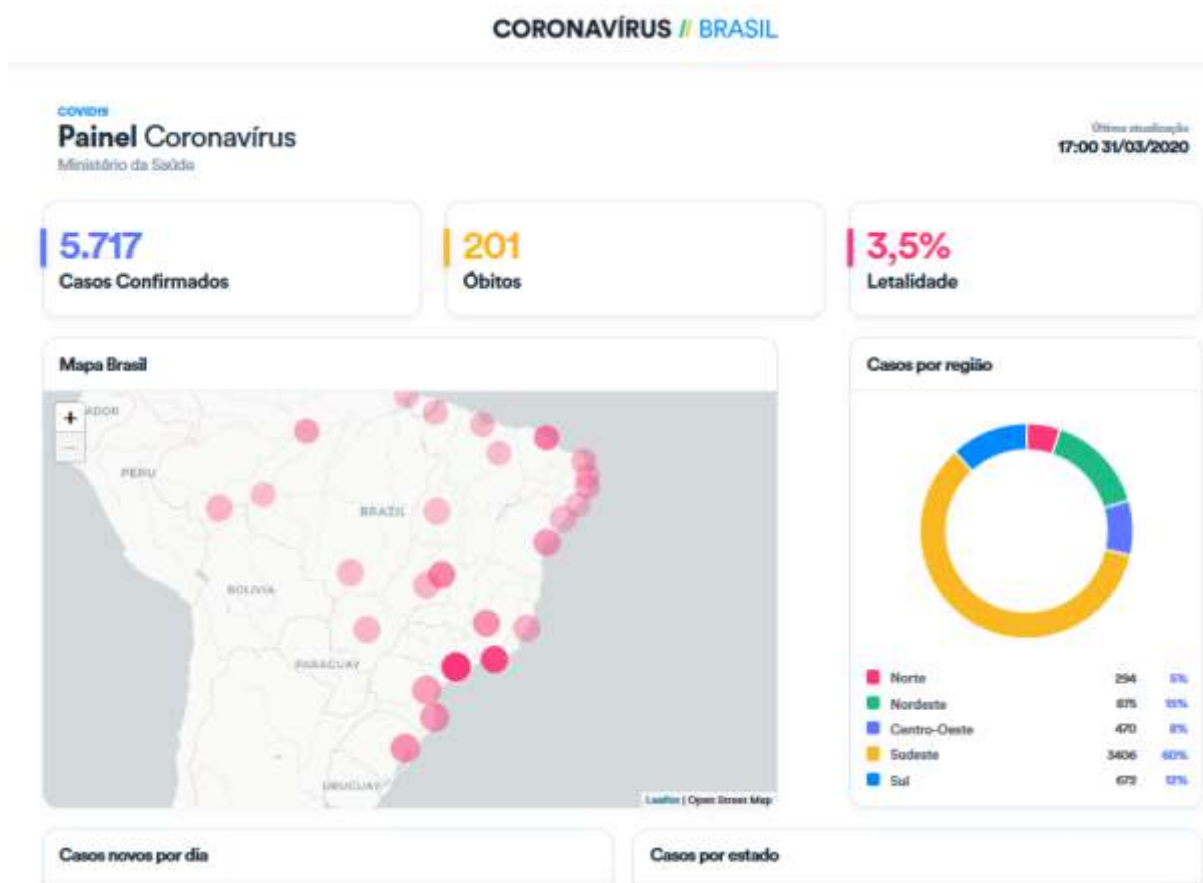 CORONAVÍRUS // BRASIL
COVID19
Painel Coronavírus
Ministério da Saúde
Última atualização
17:00 31/03/2020
5.717
Casos Confirmados
201
Óbitos
3,5%
Letalidade
Mapa Brasil
+
PERU
BRAZIL
BOLIVIA
PARAGUAY
URUGUAY
Leaflet | Open Street Map
Casos por região
Norte 294 5%
Nordeste 875 15%
Centro-Oeste 470 8%
Sudeste 3406 60%
Sul 672 12%
Casos novos por dia
Casos por estado